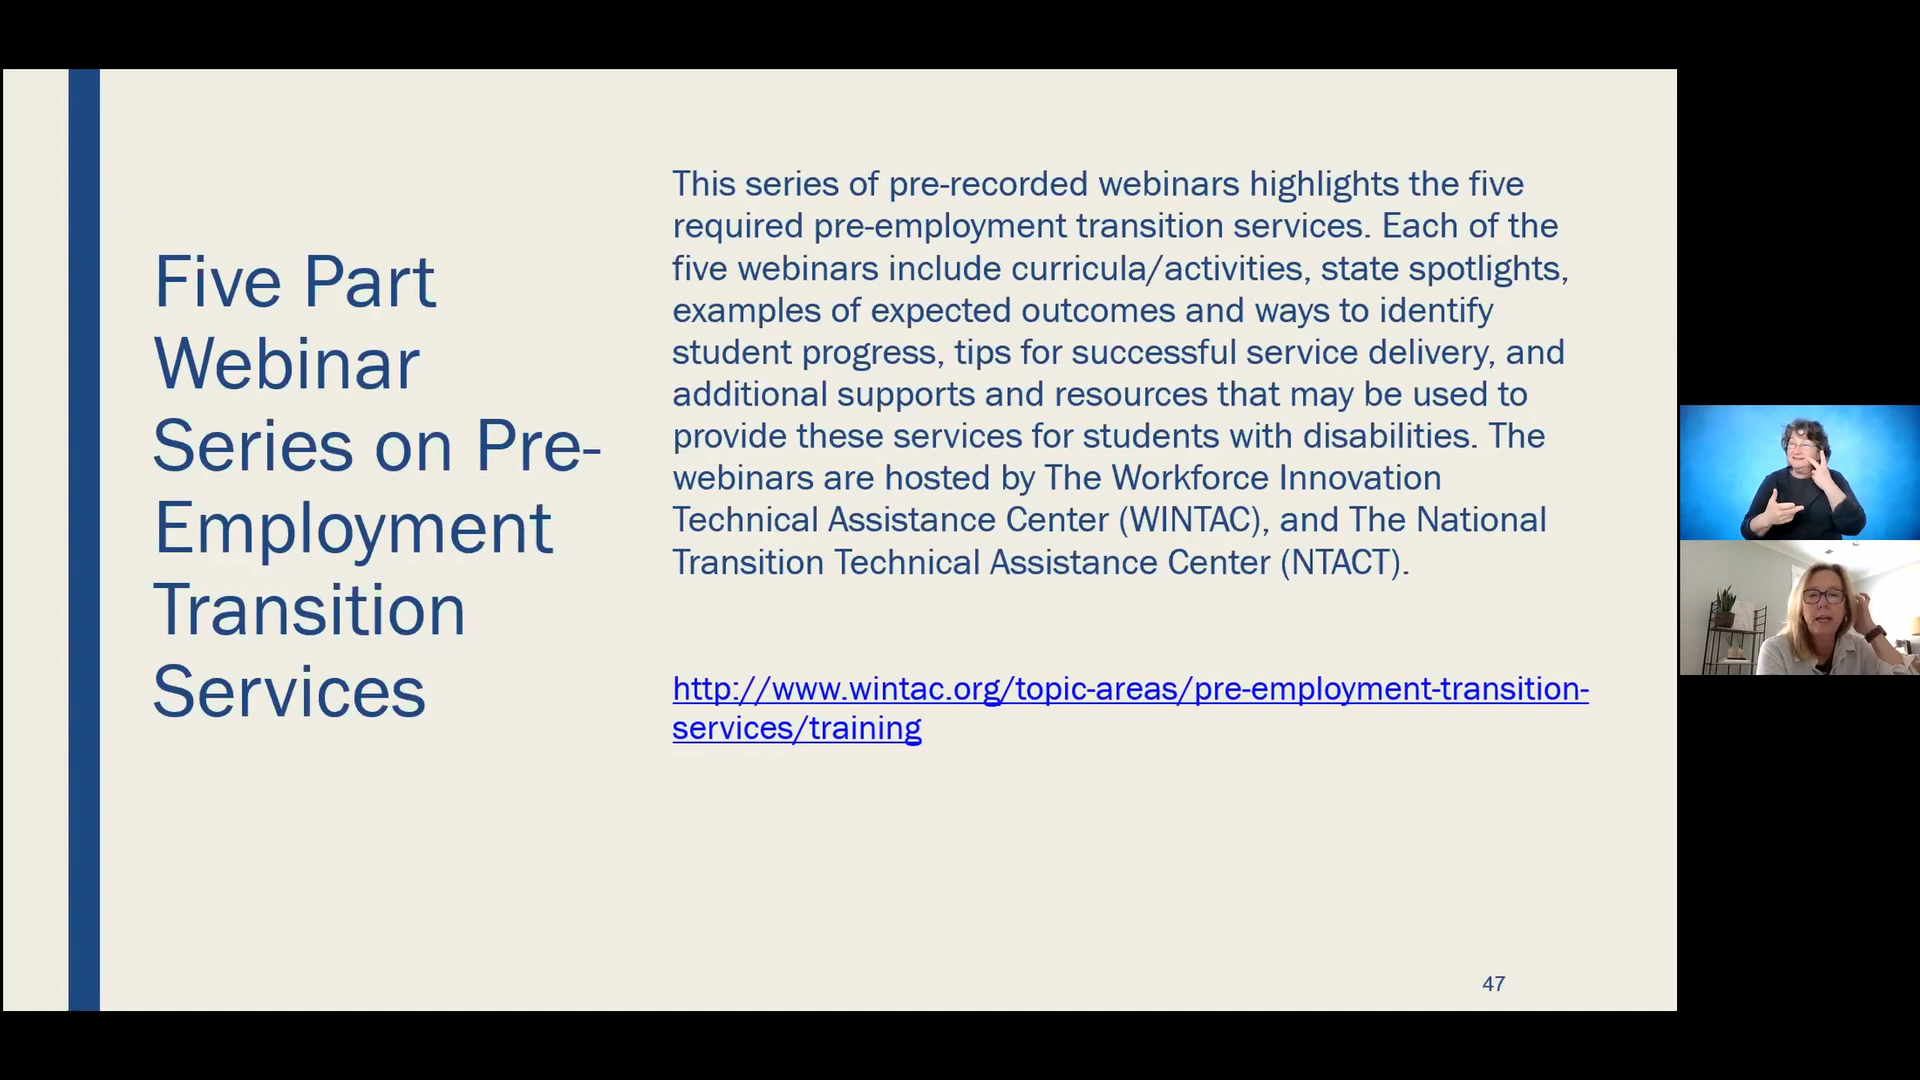 Five Part
Webinar
Series on Pre-
Employment
Transition
Services
This series of pre-recorded webinars highlights the five
required pre-employment transition services. Each of the
five webinars include curricula/activities, state spotlights,
examples of expected outcomes and ways to identify
student progress, tips for successful service delivery, and
additional supports and resources that may be used to
provide these services for students with disabilities. The
webinars are hosted by The Workforce Innovation
Technical Assistance Center (WINTAC), and The National
Transition Technical Assistance Center (NTACT).
http://www.wintac.org/topic-areas/pre-employment-transition-
services/training
47